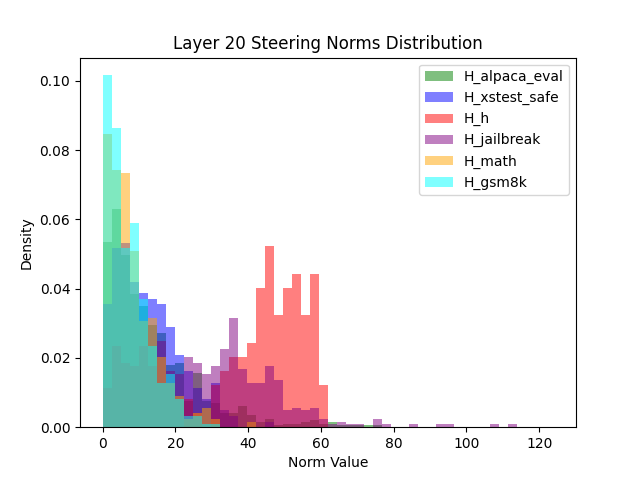 Layer 20 Steering Norms Distribution
0.10
0.08
0.06
0.04
0.02
0.00
Density
H_alpaca_eval
H_xstest_safe
H_h
H_jailbreak
H_math
H_gsm8k
0
20
40
60
80
100
120
Norm Value